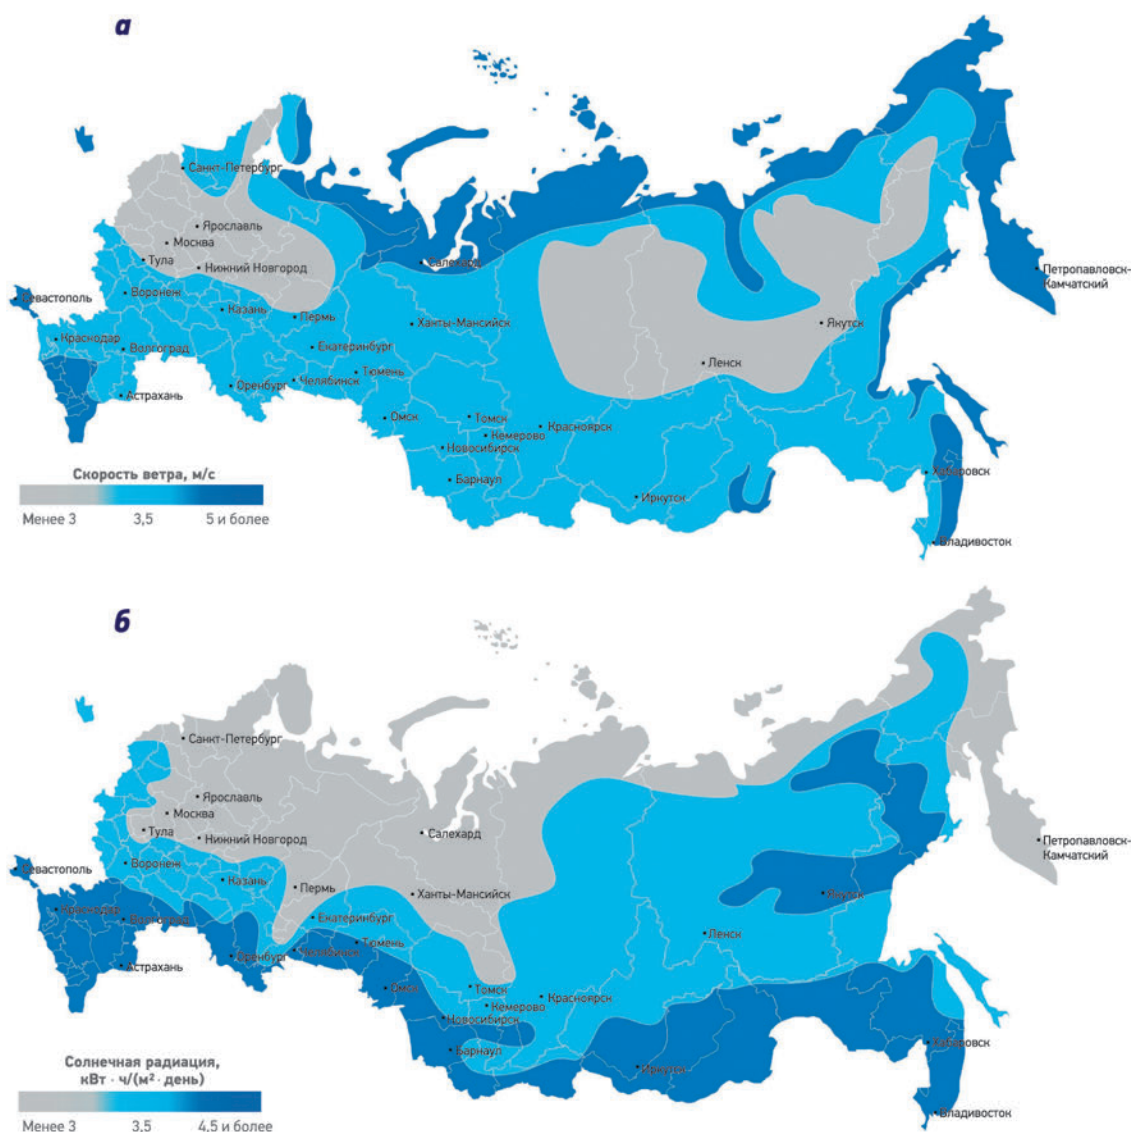 а
Санкт-Петербург
Ярославль
Москва
Тула
Нижний Новгород
Салехард
Петропавловск-
Камчатский
Севастополь
Воронеж
Казань
Пермь
Ханты-Мансийск
Якутск
Краснодар
Волгоград
Екатеринбург
Ленск
Тюмень
Оренбург
Челябинск
Астрахань
Омск
Томск
Красноярск
Кемерово
Новосибирск
Барнаул
Иркутск
Хабаровск
Владивосток
Скорость ветра, м/с
Менее 3 3,5 5 и более
б
Санкт-Петербург
Ярославль
Москва
Тула
Нижний Новгород
Салехард
Петропавловск-
Камчатский
Севастополь
Воронеж
Казань
Пермь
Ханты-Мансийск
Якутск
Краснодар
Волгоград
Екатеринбург
Ленск
Тюмень
Оренбург
Челябинск
Астрахань
Омск
Томск
Красноярск
Кемерово
Новосибирск
Барнаул
Иркутск
Хабаровск
Владивосток
Солнечная радиация,
кВт · ч/(м² · день)
Менее 3 3,5 4,5 и более